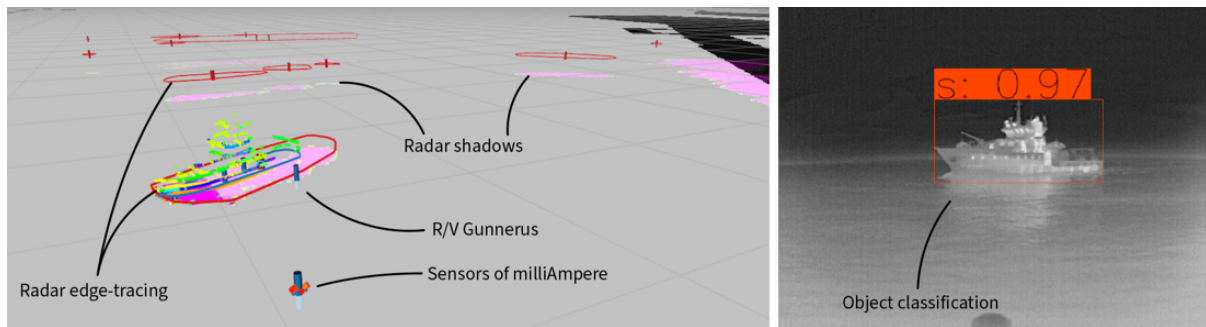 s: 0.97
Radar shadows
R/V Gunnerus
Sensors of milliAmpere
Radar edge-tracing
Object classification